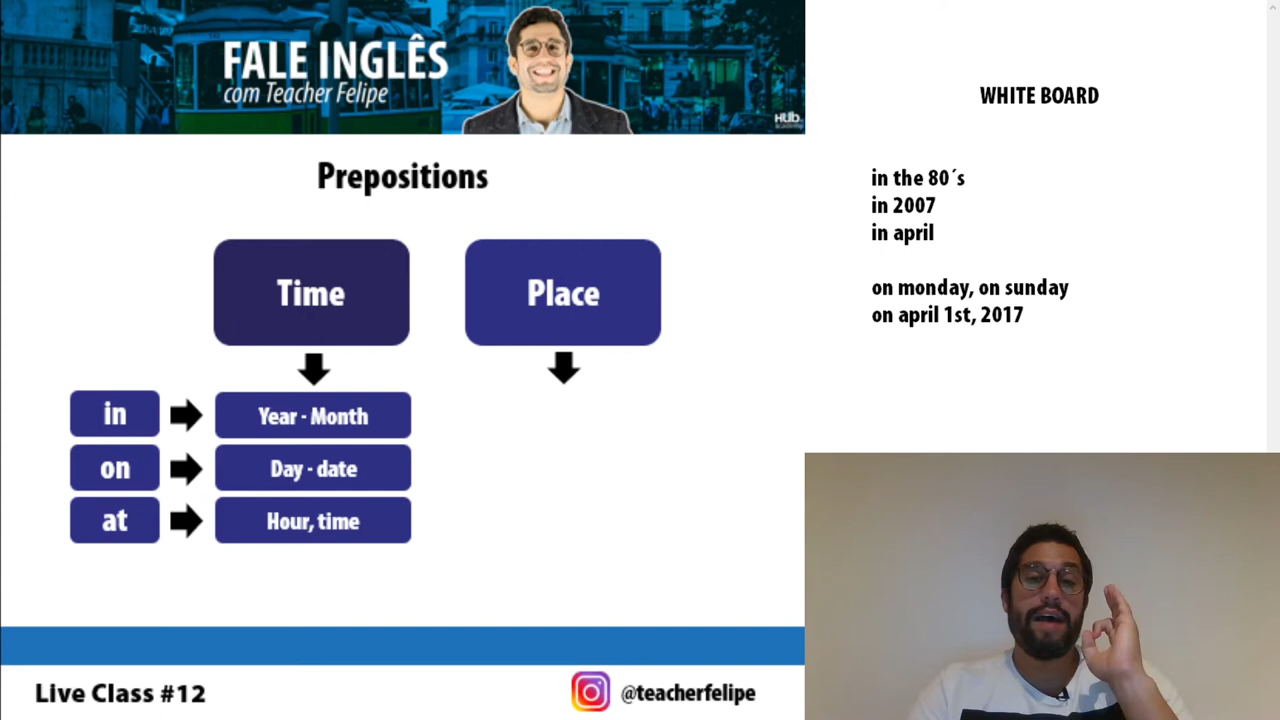 FALE INGLÊS
com Teacher Felipe
HUB
academy
Prepositions
Time
Place
in
Year - Month
on
Day - date
at
Hour, time
Live Class #12
@teacherfelipe
WHITE BOARD
in the 80´s
in 2007
in april
on monday, on sunday
on april 1st, 2017